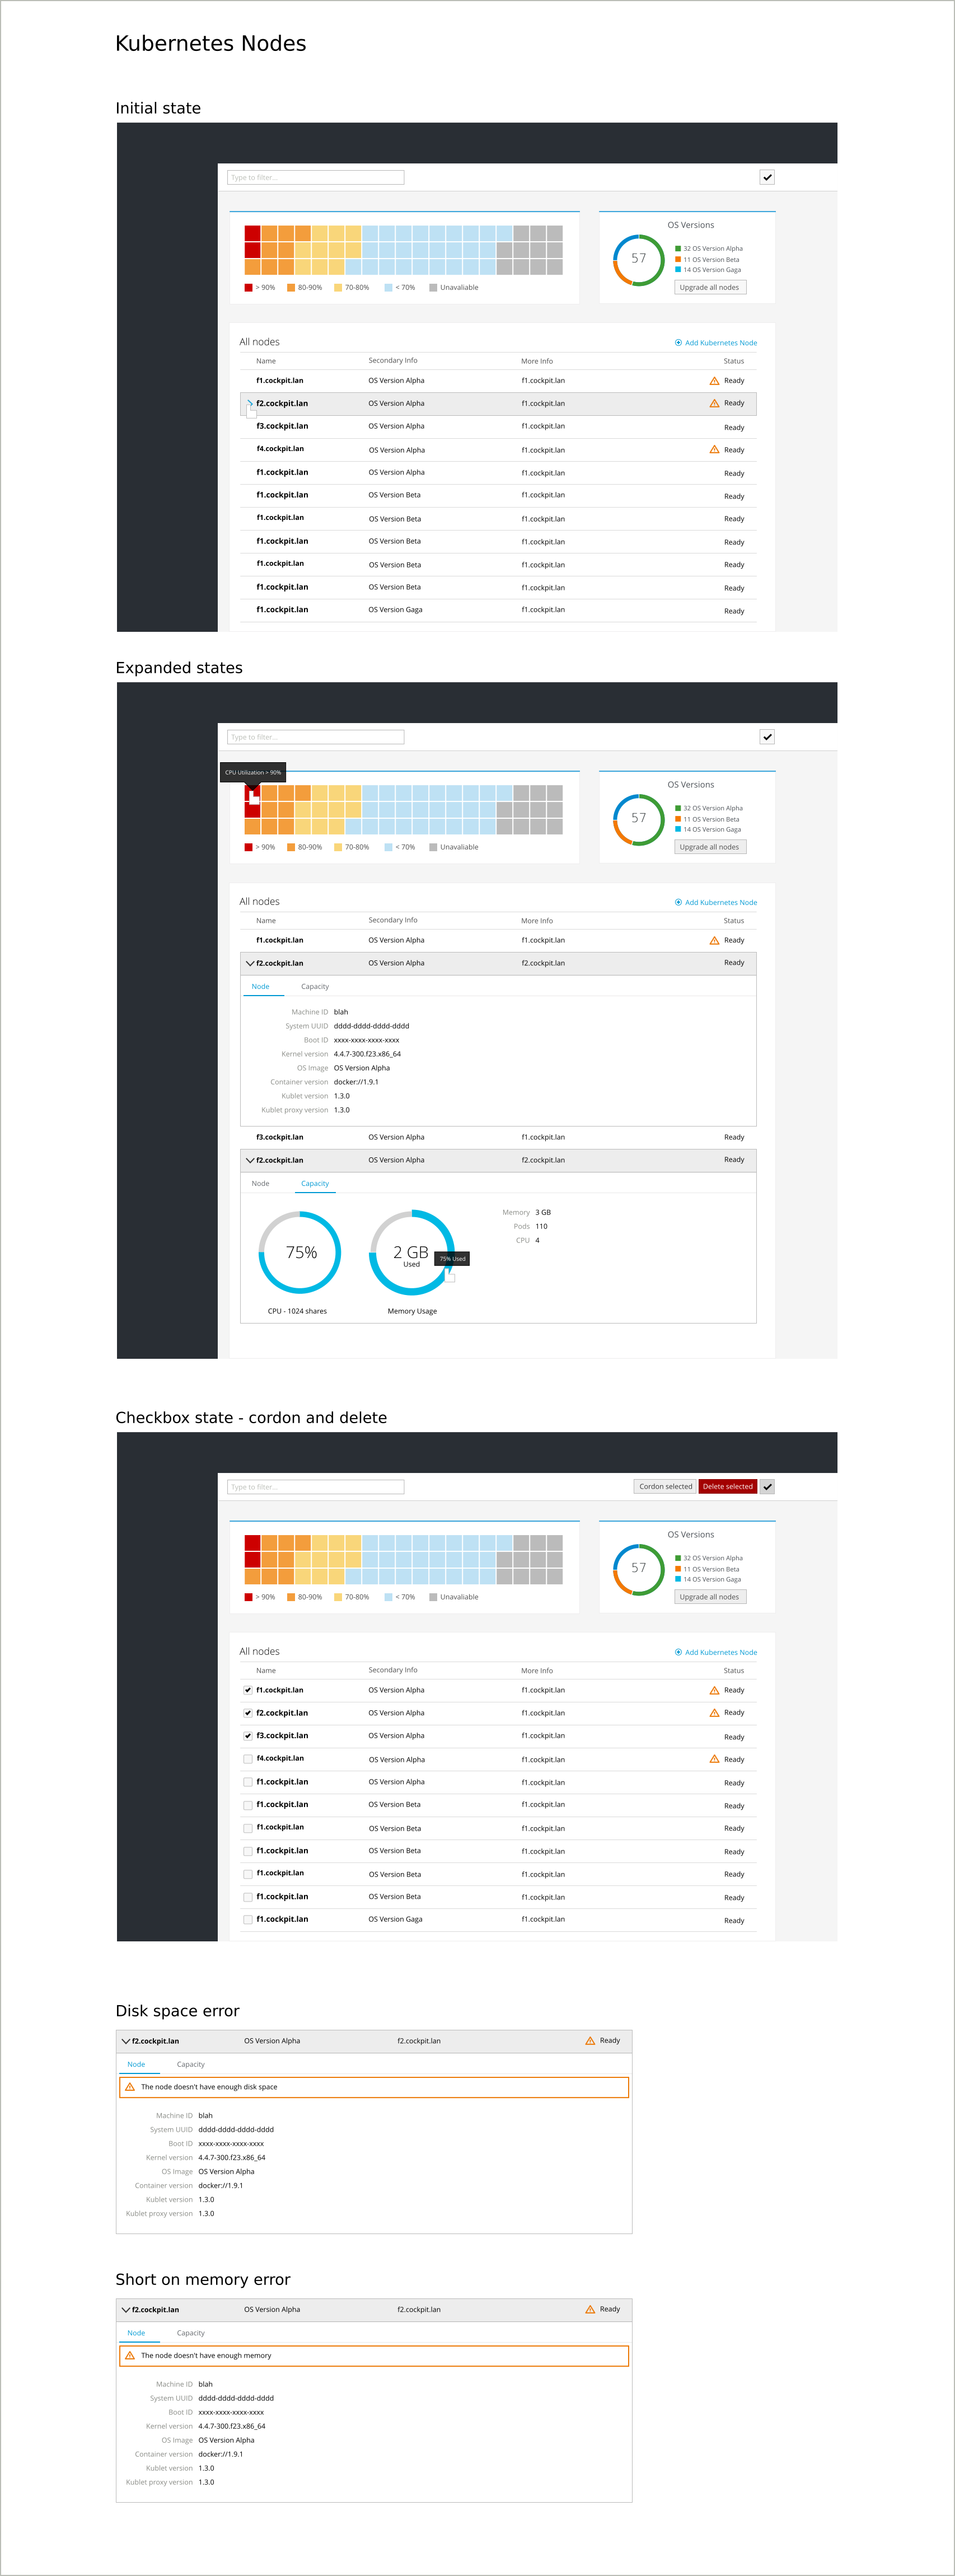 Kubernetes Nodes
Initial state
Type to filter...
OS Versions
57
32 OS Version Alpha
11 OS Version Beta
14 OS Version Gaga
Upgrade all nodes
> 90% 80-90% 70-80% < 70% Unavaliable
All nodes Add Kubernetes Node
Name Secondary Info More Info Status
f1.cockpit.lan OS Version Alpha f1.cockpit.lan Ready
f2.cockpit.lan OS Version Alpha f1.cockpit.lan Ready
f3.cockpit.lan OS Version Alpha f1.cockpit.lan Ready
f4.cockpit.lan OS Version Alpha f1.cockpit.lan Ready
f1.cockpit.lan OS Version Alpha f1.cockpit.lan Ready
f1.cockpit.lan OS Version Beta f1.cockpit.lan Ready
f1.cockpit.lan OS Version Beta f1.cockpit.lan Ready
f1.cockpit.lan OS Version Beta f1.cockpit.lan Ready
f1.cockpit.lan OS Version Beta f1.cockpit.lan Ready
f1.cockpit.lan OS Version Beta f1.cockpit.lan Ready
f1.cockpit.lan OS Version Gaga f1.cockpit.lan Ready
Expanded states
Type to filter...
CPU Utilization > 90%
OS Versions
57
32 OS Version Alpha
11 OS Version Beta
14 OS Version Gaga
Upgrade all nodes
> 90% 80-90% 70-80% < 70% Unavaliable
All nodes Add Kubernetes Node
Name Secondary Info More Info Status
f1.cockpit.lan OS Version Alpha f1.cockpit.lan Ready
f2.cockpit.lan OS Version Alpha f2.cockpit.lan Ready
Node Capacity
Machine ID blah
System UUID dddd-dddd-dddd-dddd
Boot ID xxxx-xxxx-xxxx-xxxx
Kernel version 4.4.7-300.f23.x86_64
OS Image OS Version Alpha
Container version docker://1.9.1
Kublet version 1.3.0
Kublet proxy version 1.3.0
f3.cockpit.lan OS Version Alpha f1.cockpit.lan Ready
f2.cockpit.lan OS Version Alpha f2.cockpit.lan Ready
Node Capacity
75%
CPU - 1024 shares
2 GB
Used
75% Used
Memory Usage
Memory 3 GB
Pods 110
CPU 4
Checkbox state - cordon and delete
Type to filter... Cordon selected Delete selected
OS Versions
57
32 OS Version Alpha
11 OS Version Beta
14 OS Version Gaga
Upgrade all nodes
> 90% 80-90% 70-80% < 70% Unavaliable
All nodes Add Kubernetes Node
Name Secondary Info More Info Status
f1.cockpit.lan OS Version Alpha f1.cockpit.lan Ready
f2.cockpit.lan OS Version Alpha f1.cockpit.lan Ready
f3.cockpit.lan OS Version Alpha f1.cockpit.lan Ready
f4.cockpit.lan OS Version Alpha f1.cockpit.lan Ready
f1.cockpit.lan OS Version Alpha f1.cockpit.lan Ready
f1.cockpit.lan OS Version Beta f1.cockpit.lan Ready
f1.cockpit.lan OS Version Beta f1.cockpit.lan Ready
f1.cockpit.lan OS Version Beta f1.cockpit.lan Ready
f1.cockpit.lan OS Version Beta f1.cockpit.lan Ready
f1.cockpit.lan OS Version Beta f1.cockpit.lan Ready
f1.cockpit.lan OS Version Gaga f1.cockpit.lan Ready
Disk space error
f2.cockpit.lan OS Version Alpha f2.cockpit.lan Ready
Node Capacity
The node doesn't have enough disk space
Machine ID blah
System UUID dddd-dddd-dddd-dddd
Boot ID xxxx-xxxx-xxxx-xxxx
Kernel version 4.4.7-300.f23.x86_64
OS Image OS Version Alpha
Container version docker://1.9.1
Kublet version 1.3.0
Kublet proxy version 1.3.0
Short on memory error
f2.cockpit.lan OS Version Alpha f2.cockpit.lan Ready
Node Capacity
The node doesn't have enough memory
Machine ID blah
System UUID dddd-dddd-dddd-dddd
Boot ID xxxx-xxxx-xxxx-xxxx
Kernel version 4.4.7-300.f23.x86_64
OS Image OS Version Alpha
Container version docker://1.9.1
Kublet version 1.3.0
Kublet proxy version 1.3.0